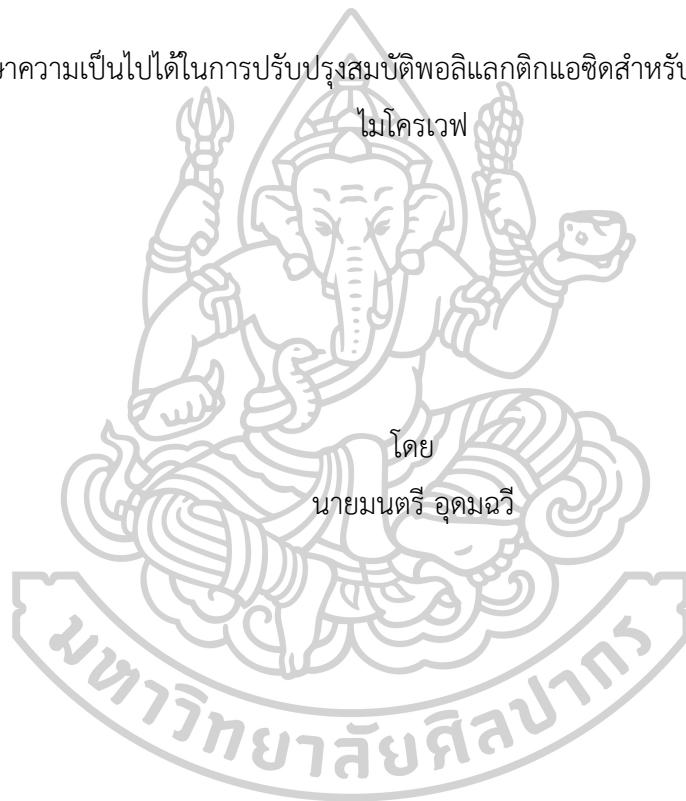 ความเป็นไปได้ในการปรับปรุงสมบัติพอลิแลกติกแอซิดสำหรับ
ไมโครเวฟ
โดย
นายมนตรี อุดมฉวี
มหาวิทยาลัยศิลปากร